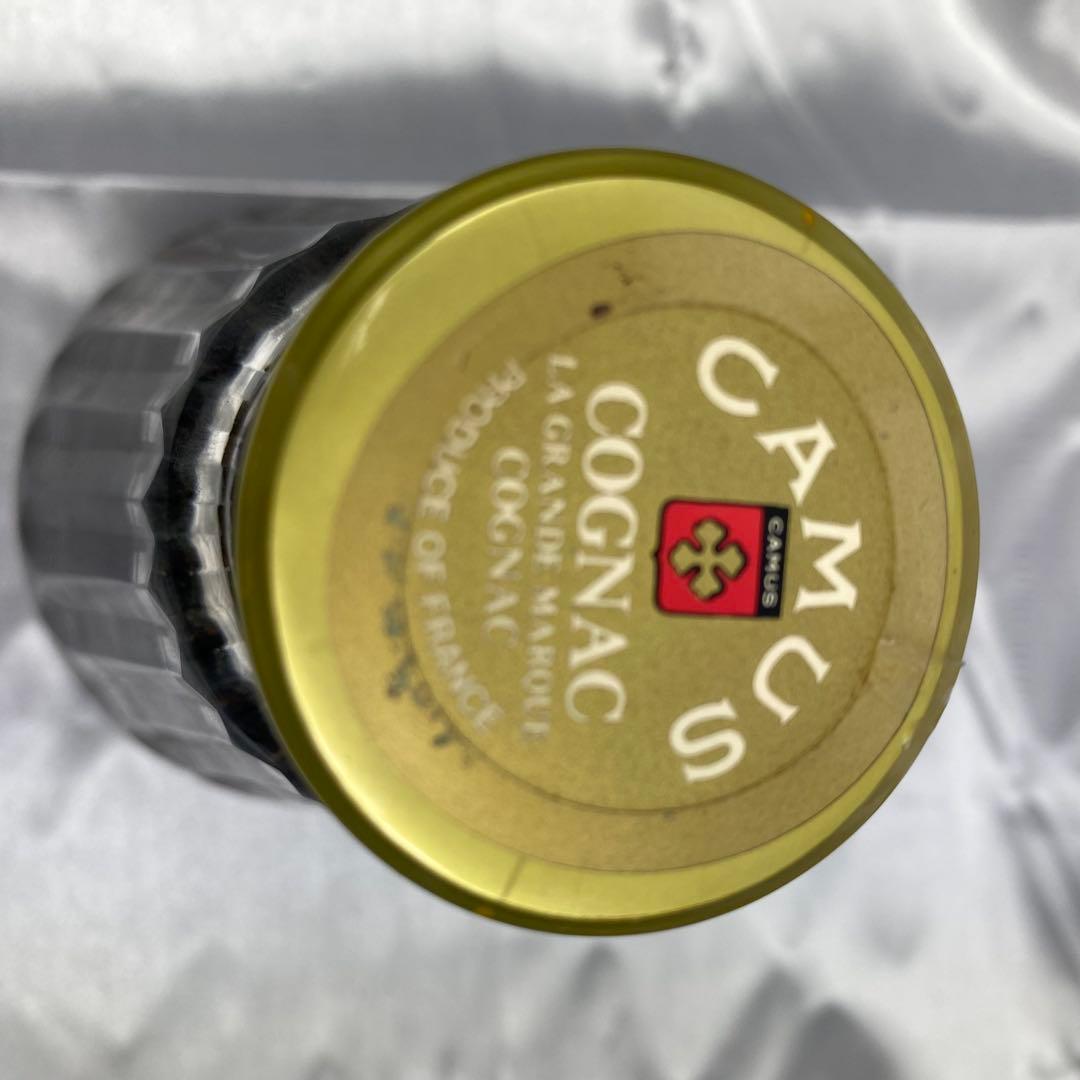 CAMUS
CAMUS
COGNAC
LA GRANDE MARQUE
COGNAC
PRODUCE OF FRANCE